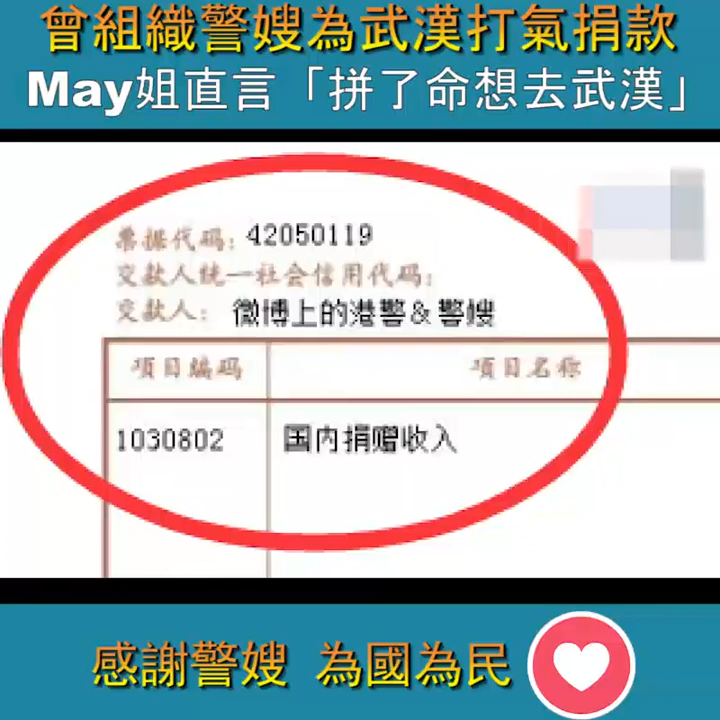 曾組織警嫂為武漢打氣捐款
May姐直言「拼了命想去武漢」
票据代码：42050119
交款人统一社会信用代码：
交款人：微博上的港警&警嫂
项目编码 项目名称
1030802 国内捐赠收入
感謝警嫂 為國為民